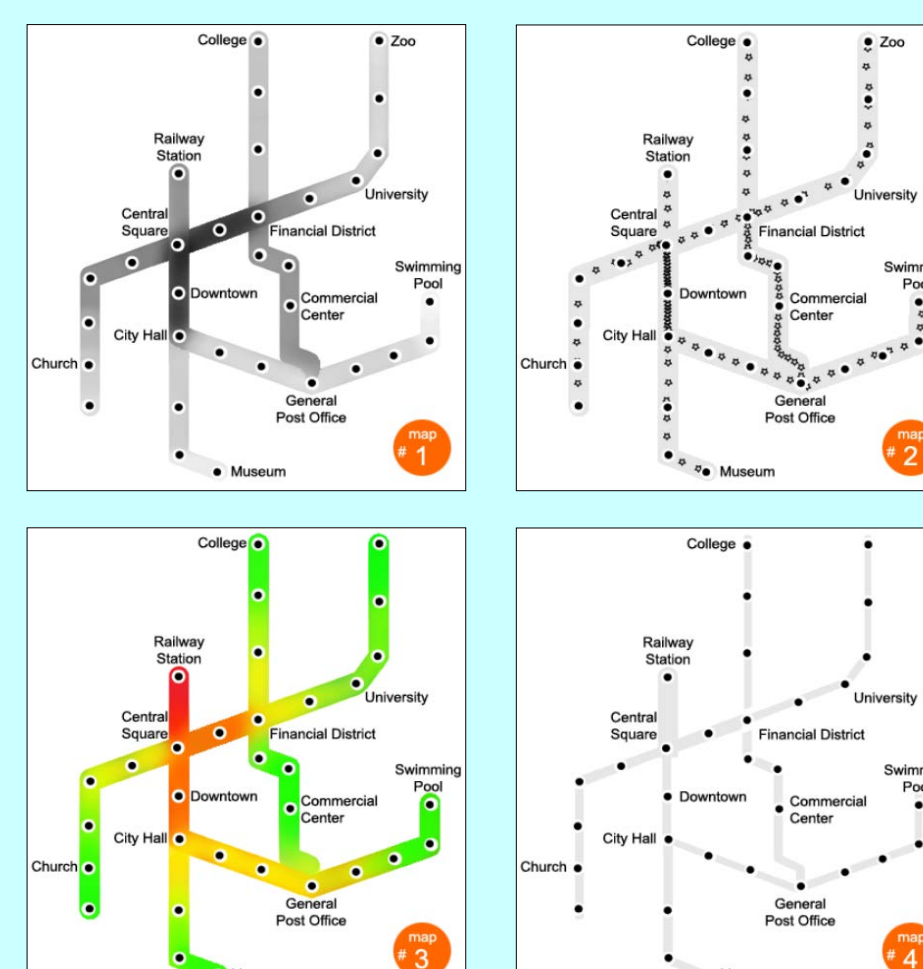 College
Zoo
Railway
Station
University
Central
Square
Financial District
Swimming
Pool
Downtown
Commercial
Center
City Hall
Church
General
Post Office
map
# 1
Museum
College
Zoo
Railway
Station
University
Central
Square
Financial District
Downtown
Commercial
Center
City Hall
Church
General
Post Office
map
# 2
Museum
College
Railway
Station
University
Central
Square
Financial District
Swimming
Pool
Downtown
Commercial
Center
City Hall
Church
General
Post Office
map
# 3
College
Railway
Station
University
Central
Square
Financial District
Downtown
Commercial
Center
City Hall
Church
General
Post Office
map
# 4